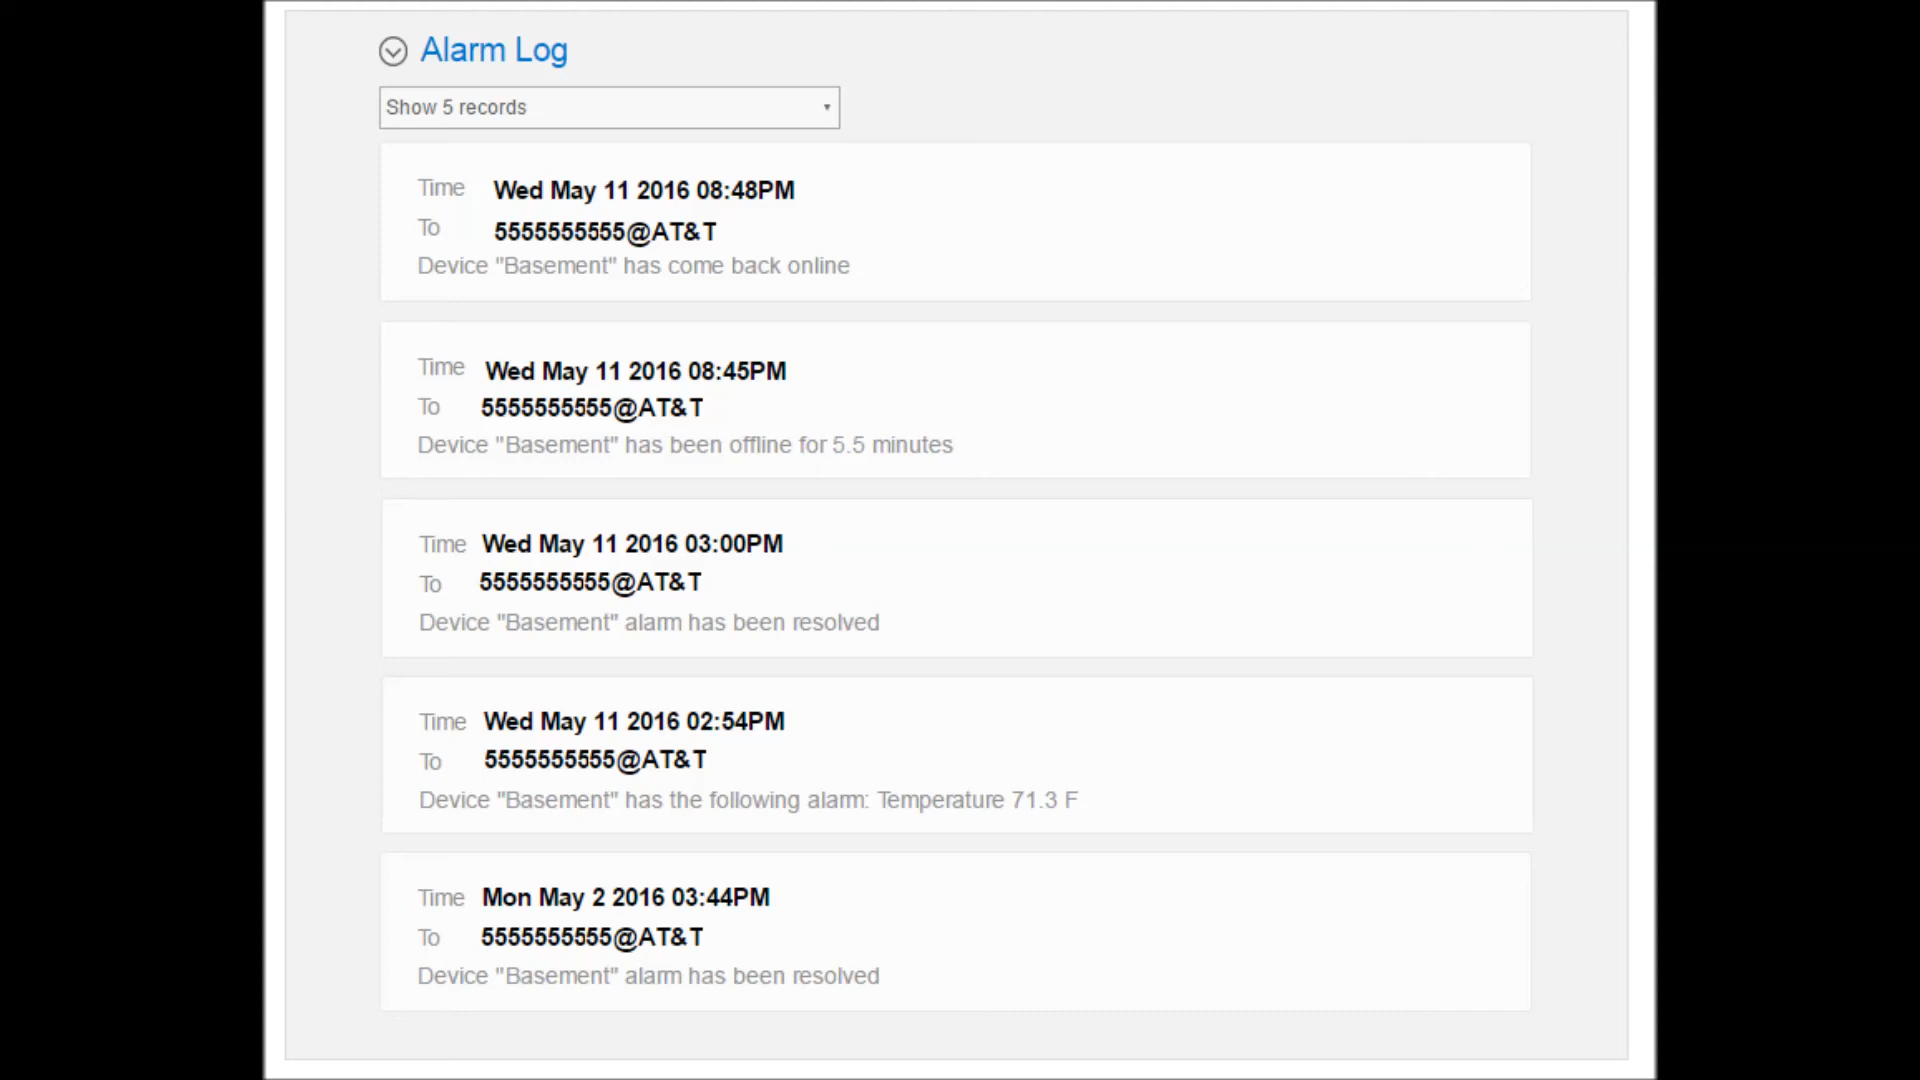 Alarm Log
Show 5 records
Time Wed May 11 2016 08:48PM
To 5555555555@AT&T
Device "Basement" has come back online
Time Wed May 11 2016 08:45PM
To 5555555555@AT&T
Device "Basement" has been offline for 5.5 minutes
Time Wed May 11 2016 03:00PM
To 5555555555@AT&T
Device "Basement" alarm has been resolved
Time Wed May 11 2016 02:54PM
To 5555555555@AT&T
Device "Basement" has the following alarm: Temperature 71.3 F
Time Mon May 2 2016 03:44PM
To 5555555555@AT&T
Device "Basement" alarm has been resolved